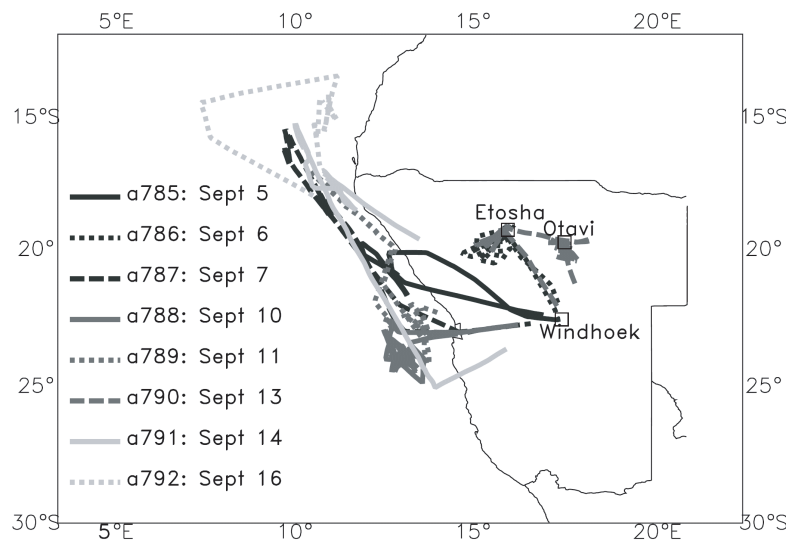 5°E 10° 15° 20°E
15°S 15°S
a785: Sept 5
Etosha
a786: Sept 6
Otavi
20° 20°
a787: Sept 7
a788: Sept 10
Windhoek
a789: Sept 11
25° 25°
a790: Sept 13
a791: Sept 14
a792: Sept 16
30°S 30°S
5°E 10° 15° 20°E